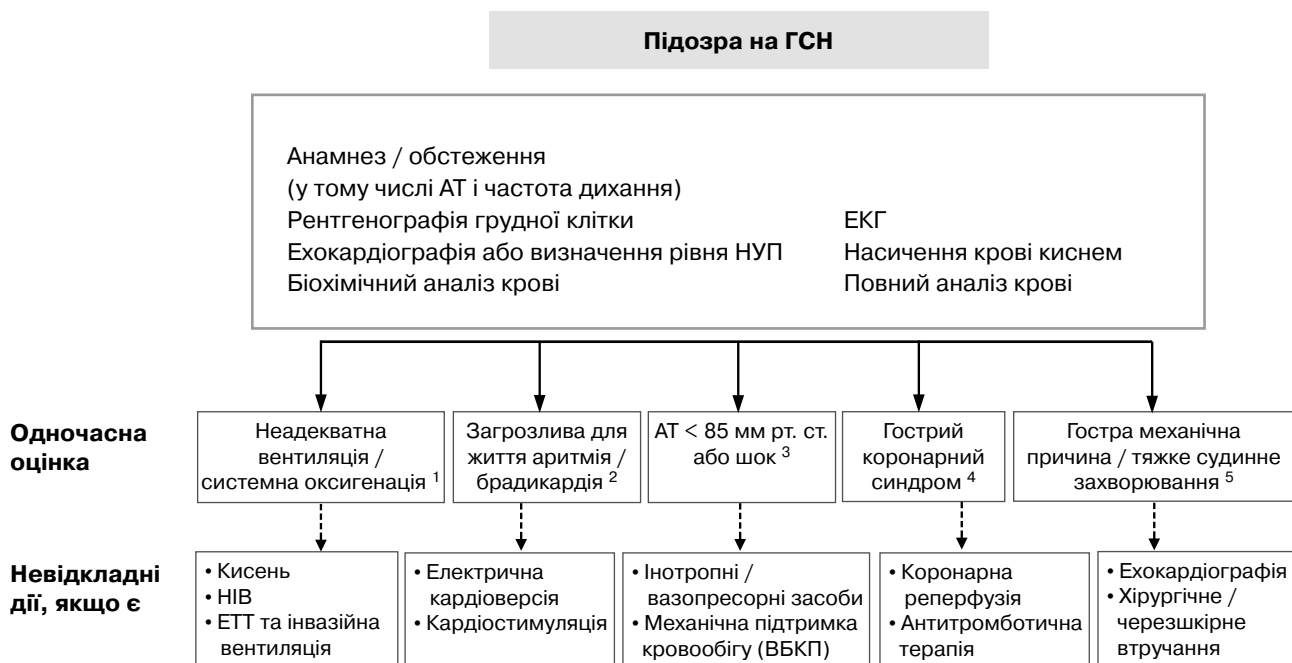 Підозра на ГСН
Анамнез / обстеження
(у тому числі АТ і частота дихання)
Рентгенографія грудної клітки
ЕКГ
Ехокардіографія або визначення рівня НУП
Насичення крові киснем
Біохімічний аналіз крові
Повний аналіз крові
Одночасна
оцінка
Неадекватна
вентиляція /
системна оксигенація ¹
Загрозлива для
життя аритмія /
брадикардія ²
АТ < 85 мм рт. ст.
або шок ³
Гострий
коронарний
синдром ⁴
Гостра механічна
причина / тяжке судинне
захворювання ⁵
Невідкладні
дії, якщо є
• Кисень
• НІВ
• ЕТТ та інвазійна
вентиляція
• Електрична
кардіоверсія
• Кардіостимуляція
• Інотропні /
вазопресорні засоби
• Механічна підтримка
кровообігу (ВБКП)
• Коронарна
реперфузія
• Антитромботична
терапія
• Ехокардіографія
• Хірургічне /
черезшкірне
втручання